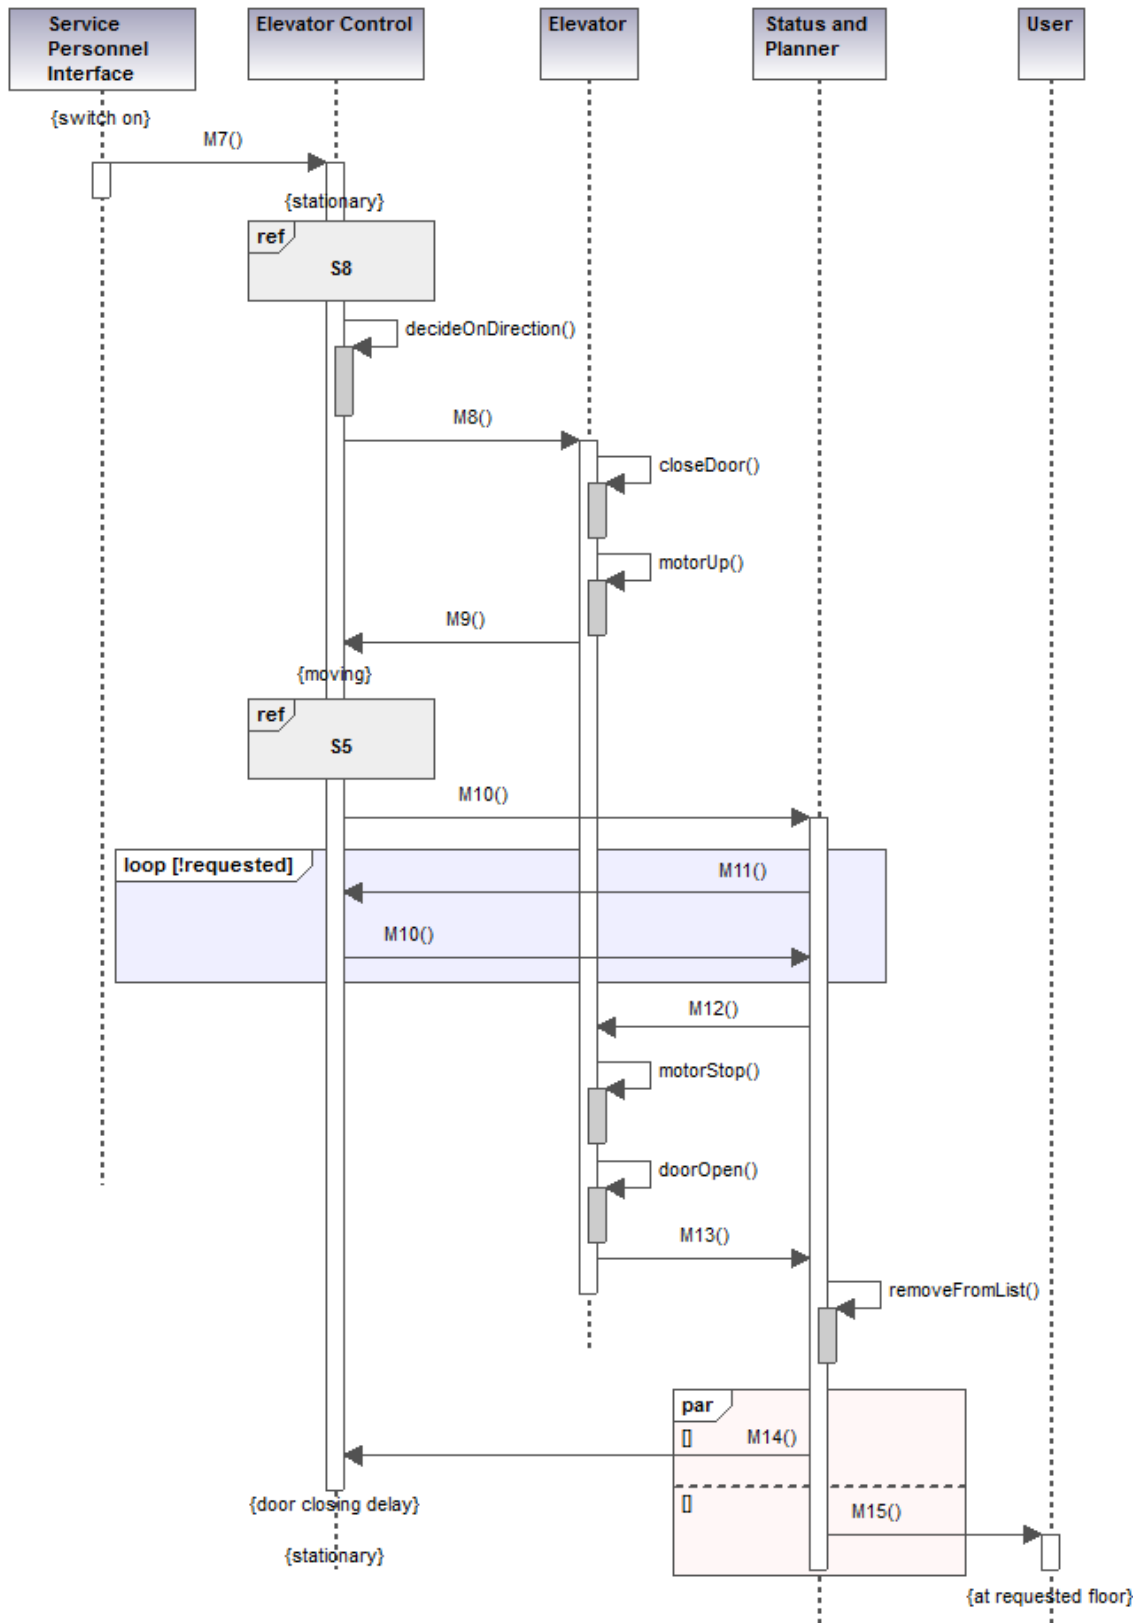 Service
Personnel
Interface
Elevator Control
Elevator
Status and
Planner
User
{switch on}
M7()
{stationary}
ref
S8
decideOnDirection()
M8()
closeDoor()
motorUp()
M9()
{moving}
ref
S5
M10()
loop [!requested]
M11()
M10()
M12()
motorStop()
doorOpen()
M13()
removeFromList()
par
[]
M14()
{door closing delay}
[]
M15()
{stationary}
{at requested floor}